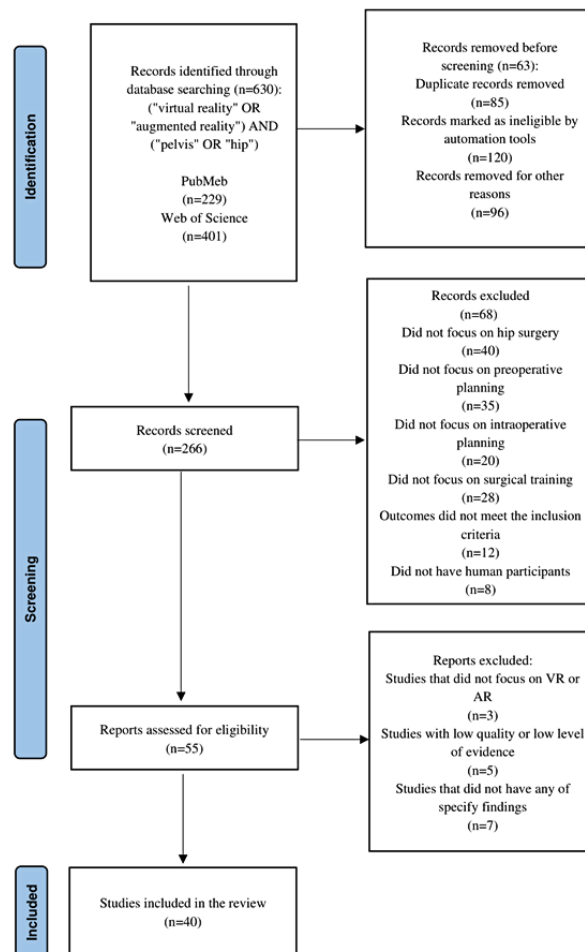 Identification
Records identified through
database searching (n=630):
("virtual reality" OR
"augmented reality") AND
("pelvis" OR "hip")
PubMeb
(n=229)
Web of Science
(n=401)
Records removed before
screening (n=63):
Duplicate records removed
(n=85)
Records marked as ineligible by
automation tools
(n=120)
Records removed for other
reasons
(n=96)
Screening
Records screened
(n=266)
Records excluded
(n=68)
Did not focus on hip surgery
(n=40)
Did not focus on preoperative
planning
(n=35)
Did not focus on intraoperative
planning
(n=20)
Did not focus on surgical training
(n=28)
Outcomes did not meet the inclusion
criteria
(n=12)
Did not have human participants
(n=8)
Reports assessed for eligibility
(n=55)
Reports excluded:
Studies that did not focus on VR or
AR
(n=3)
Studies with low quality or low level
of evidence
(n=5)
Studies that did not have any of
specify findings
(n=7)
Included
Studies included in the review
(n=40)